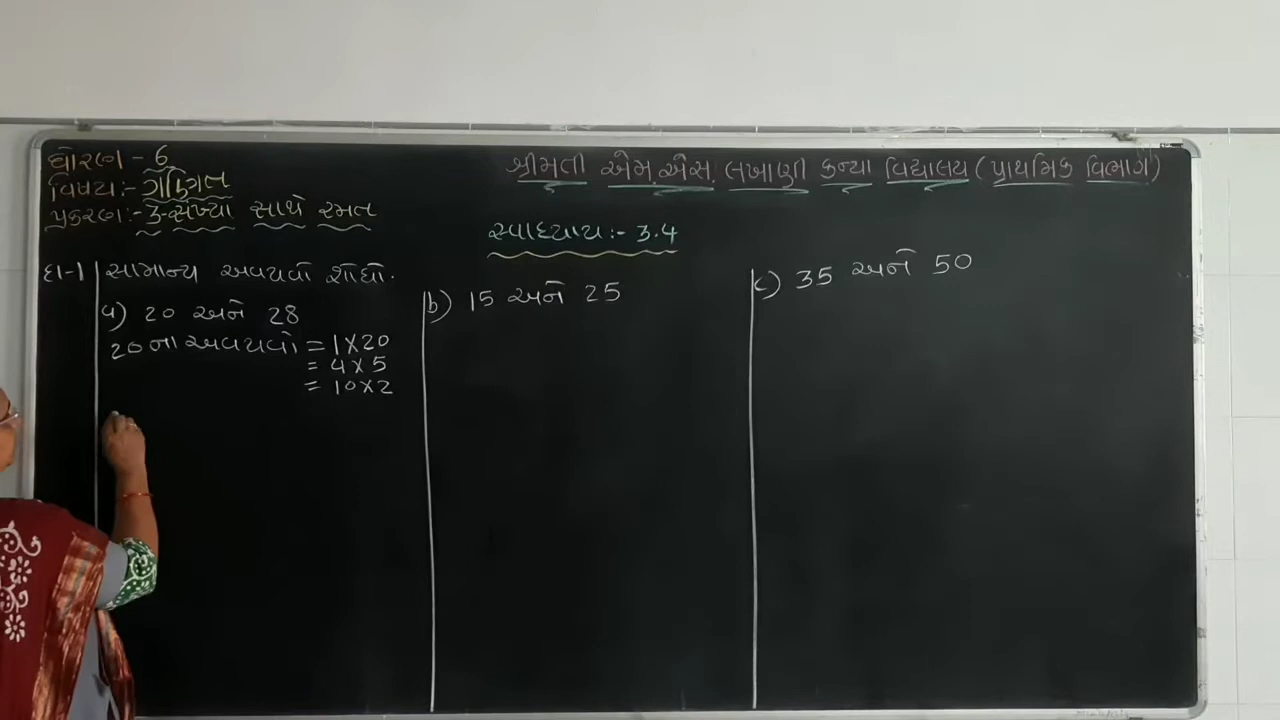 ધોરણ - 6
વિષય:- ગણિત
પ્રકરણ:- 3-સંખ્યા સાથે રમત
શ્રીમતી એમ.એસ. લખાણી કન્યા વિદ્યાલય (પ્રાથમિક વિભાગ)
સ્વાધ્યાય:- 3.4
દા-1 સામાન્ય અવયવો શોધો.
a) 20 અને 28
20ના અવયવો = 1×20
= 4×5
= 10×2
b) 15 અને 25
c) 35 અને 50